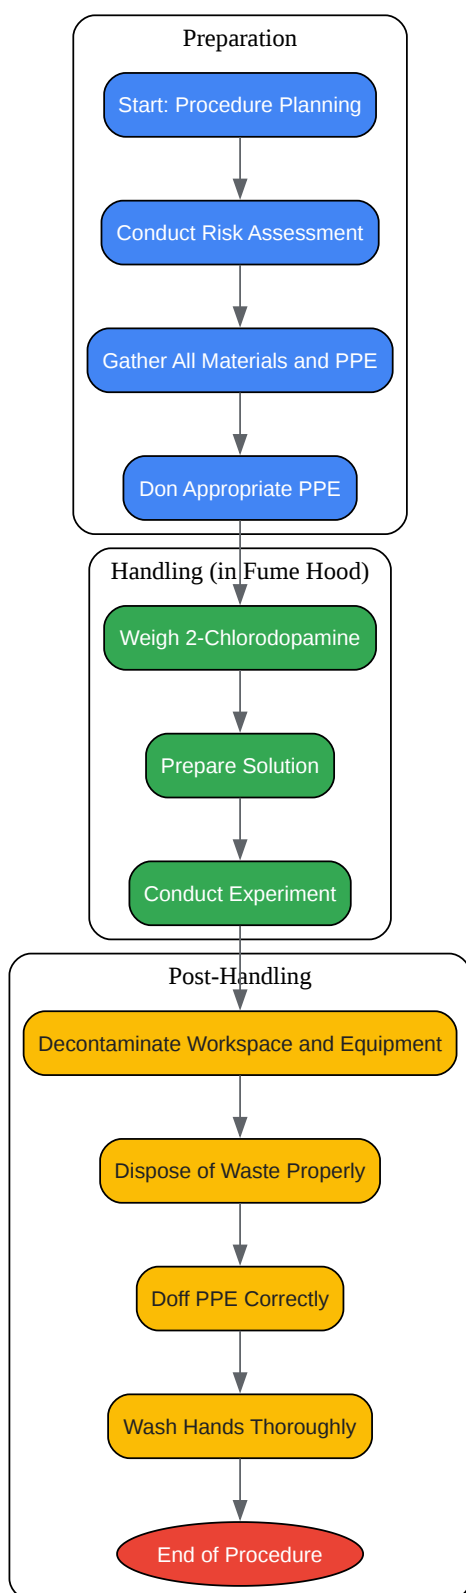 Preparation
Start: Procedure Planning
Conduct Risk Assessment
Gather All Materials and PPE
Don Appropriate PPE
Handling (in Fume Hood)
Weigh 2-Chlorodopamine
Prepare Solution
Conduct Experiment
Post-Handling
Decontaminate Workspace and Equipment
Dispose of Waste Properly
Doff PPE Correctly
Wash Hands Thoroughly
End of Procedure